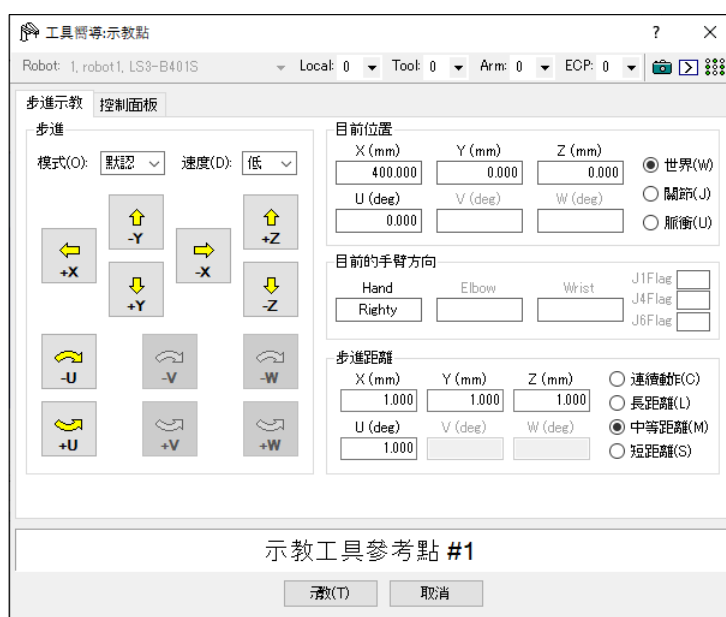 工具嚮導:示教點 ?
Robot: 1, robot1, LS3-B401S Local: 0 Tool: 0 Arm: 0 ECP: 0
步進示教 控制面板
步進
模式(O): 默認 速度(D): 低
-Y +Z
+X -X
+Y -Z
-U -V -W
+U +V +W
目前位置
X (mm) Y (mm) Z (mm)
400.000 0.000 0.000
U (deg) V (deg) W (deg)
0.000
世界(W)
關節(J)
脈衝(U)
目前的手臂方向
Hand Elbow Wrist
Righty
J1Flag
J4Flag
J6Flag
步進距離
X (mm) Y (mm) Z (mm)
1.000 1.000 1.000
U (deg) V (deg) W (deg)
1.000
連續動作(C)
長距離(L)
中等距離(M)
短距離(S)
示教工具參考點 #1
示教(T) 取消